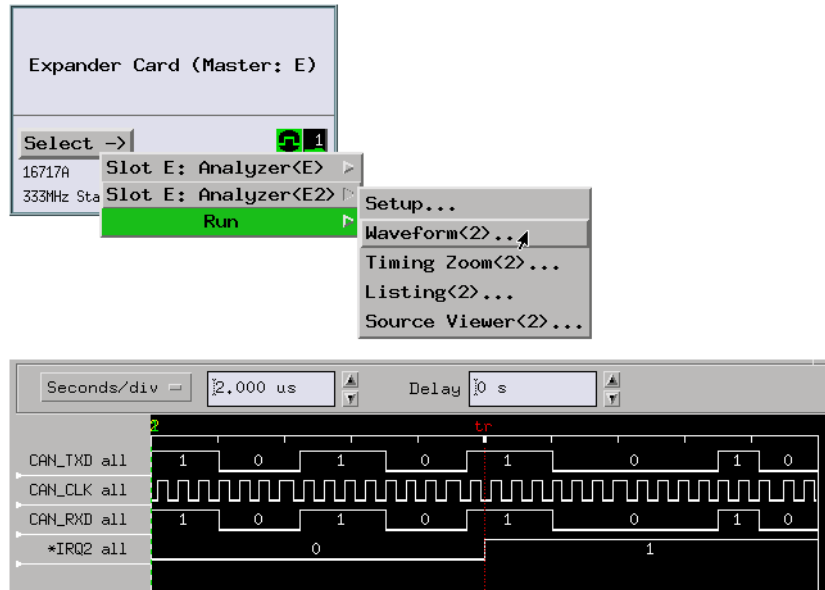 Expander Card (Master: E)
Select ->
1
16717A
333MHz Sta
Slot E: Analyzer<E>
Slot E: Analyzer<E2>
Run
Setup...
Waveform<2>...
Timing Zoom<2>...
Listing<2>...
Source Viewer<2>...
Seconds/div 2.000 us Delay 0 s
2 tr
CAN_TXD all 1 0 1 0 1 0 1 0
CAN_CLK all
CAN_RXD all 1 0 1 0 1 0 1 0
*IRQ2 all 0 1